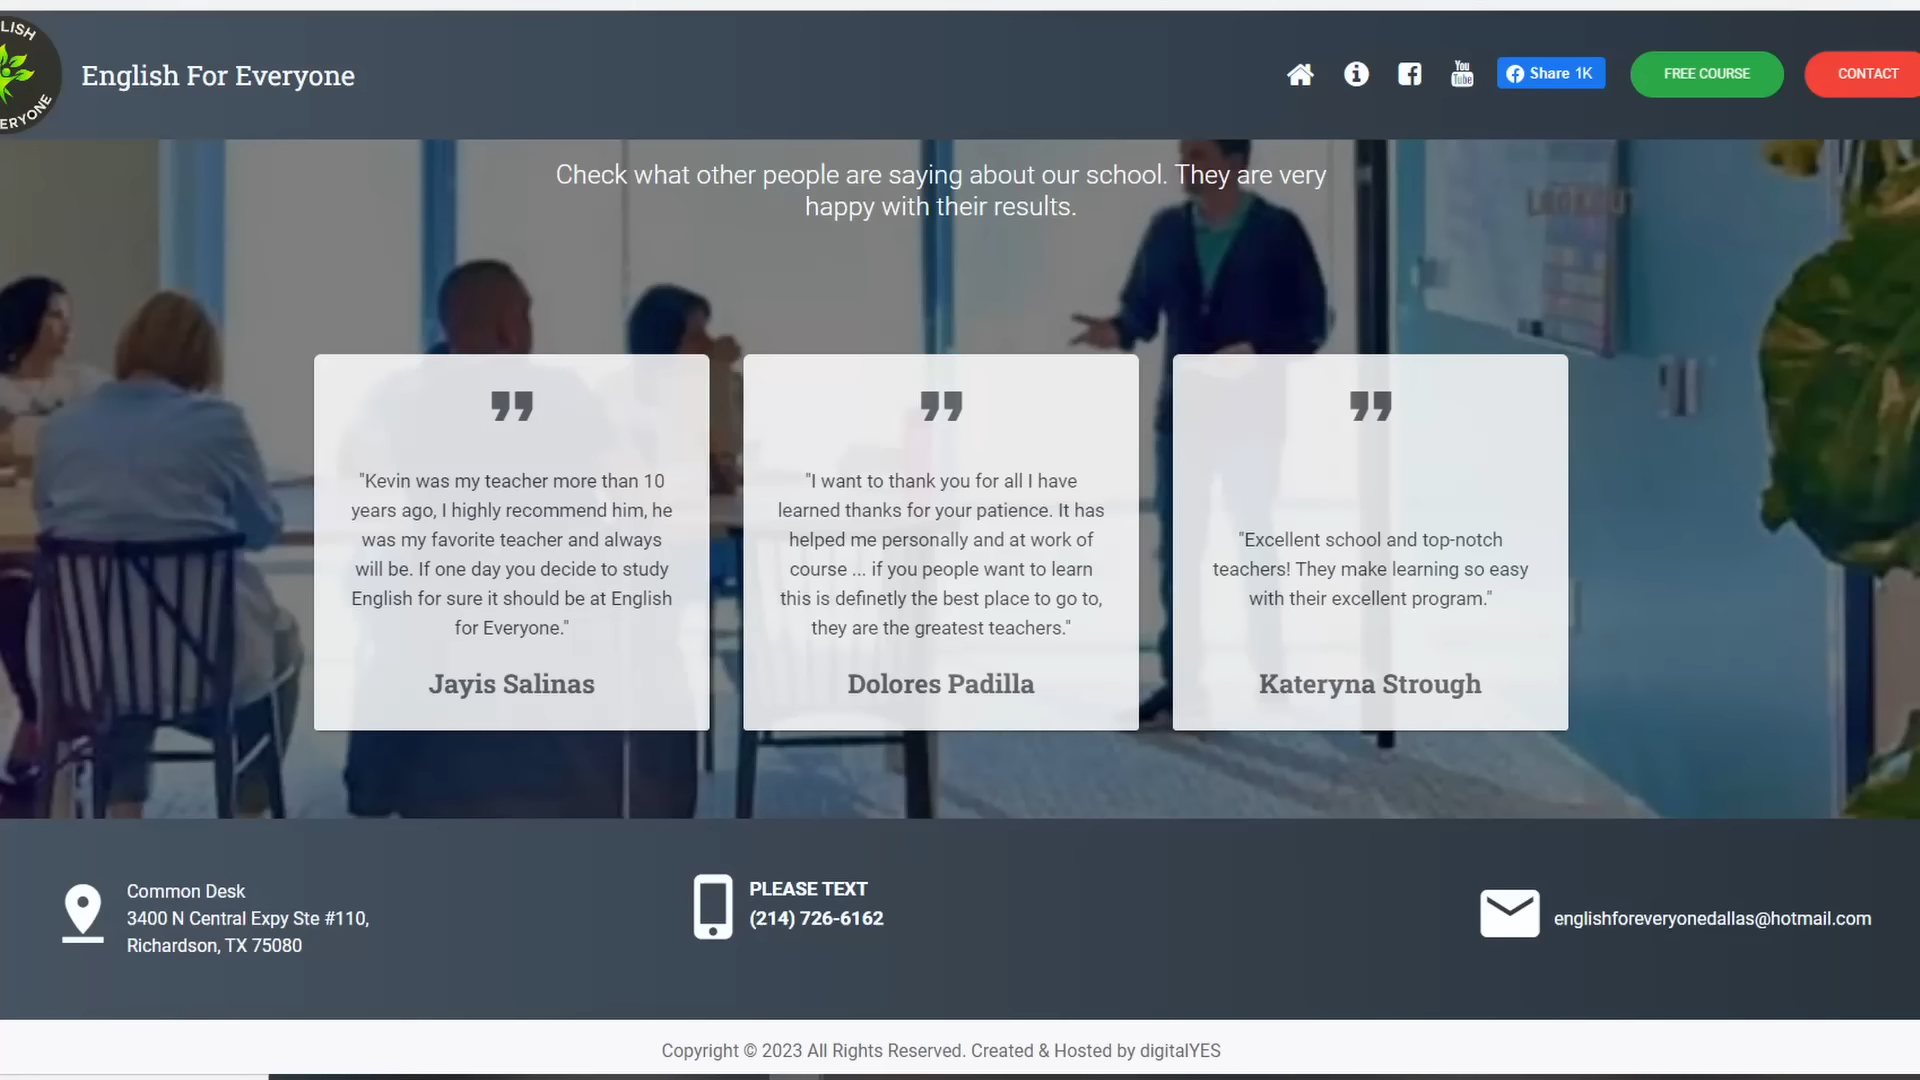 LISH
ERYONE
English For Everyone
You
Tube
Share 1K
FREE COURSE
CONTACT
Check what other people are saying about our school. They are very
happy with their results.
LOOKOUT
"Kevin was my teacher more than 10
years ago, I highly recommend him, he
was my favorite teacher and always
will be. If one day you decide to study
English for sure it should be at English
for Everyone."
Jayis Salinas
"I want to thank you for all I have
learned thanks for your patience. It has
helped me personally and at work of
course ... if you people want to learn
this is definetly the best place to go to,
they are the greatest teachers."
Dolores Padilla
"Excellent school and top-notch
teachers! They make learning so easy
with their excellent program."
Kateryna Strough
Common Desk
3400 N Central Expy Ste #110,
Richardson, TX 75080
PLEASE TEXT
(214) 726-6162
englishforeveryonedallas@hotmail.com
Copyright © 2023 All Rights Reserved. Created & Hosted by digitalYES